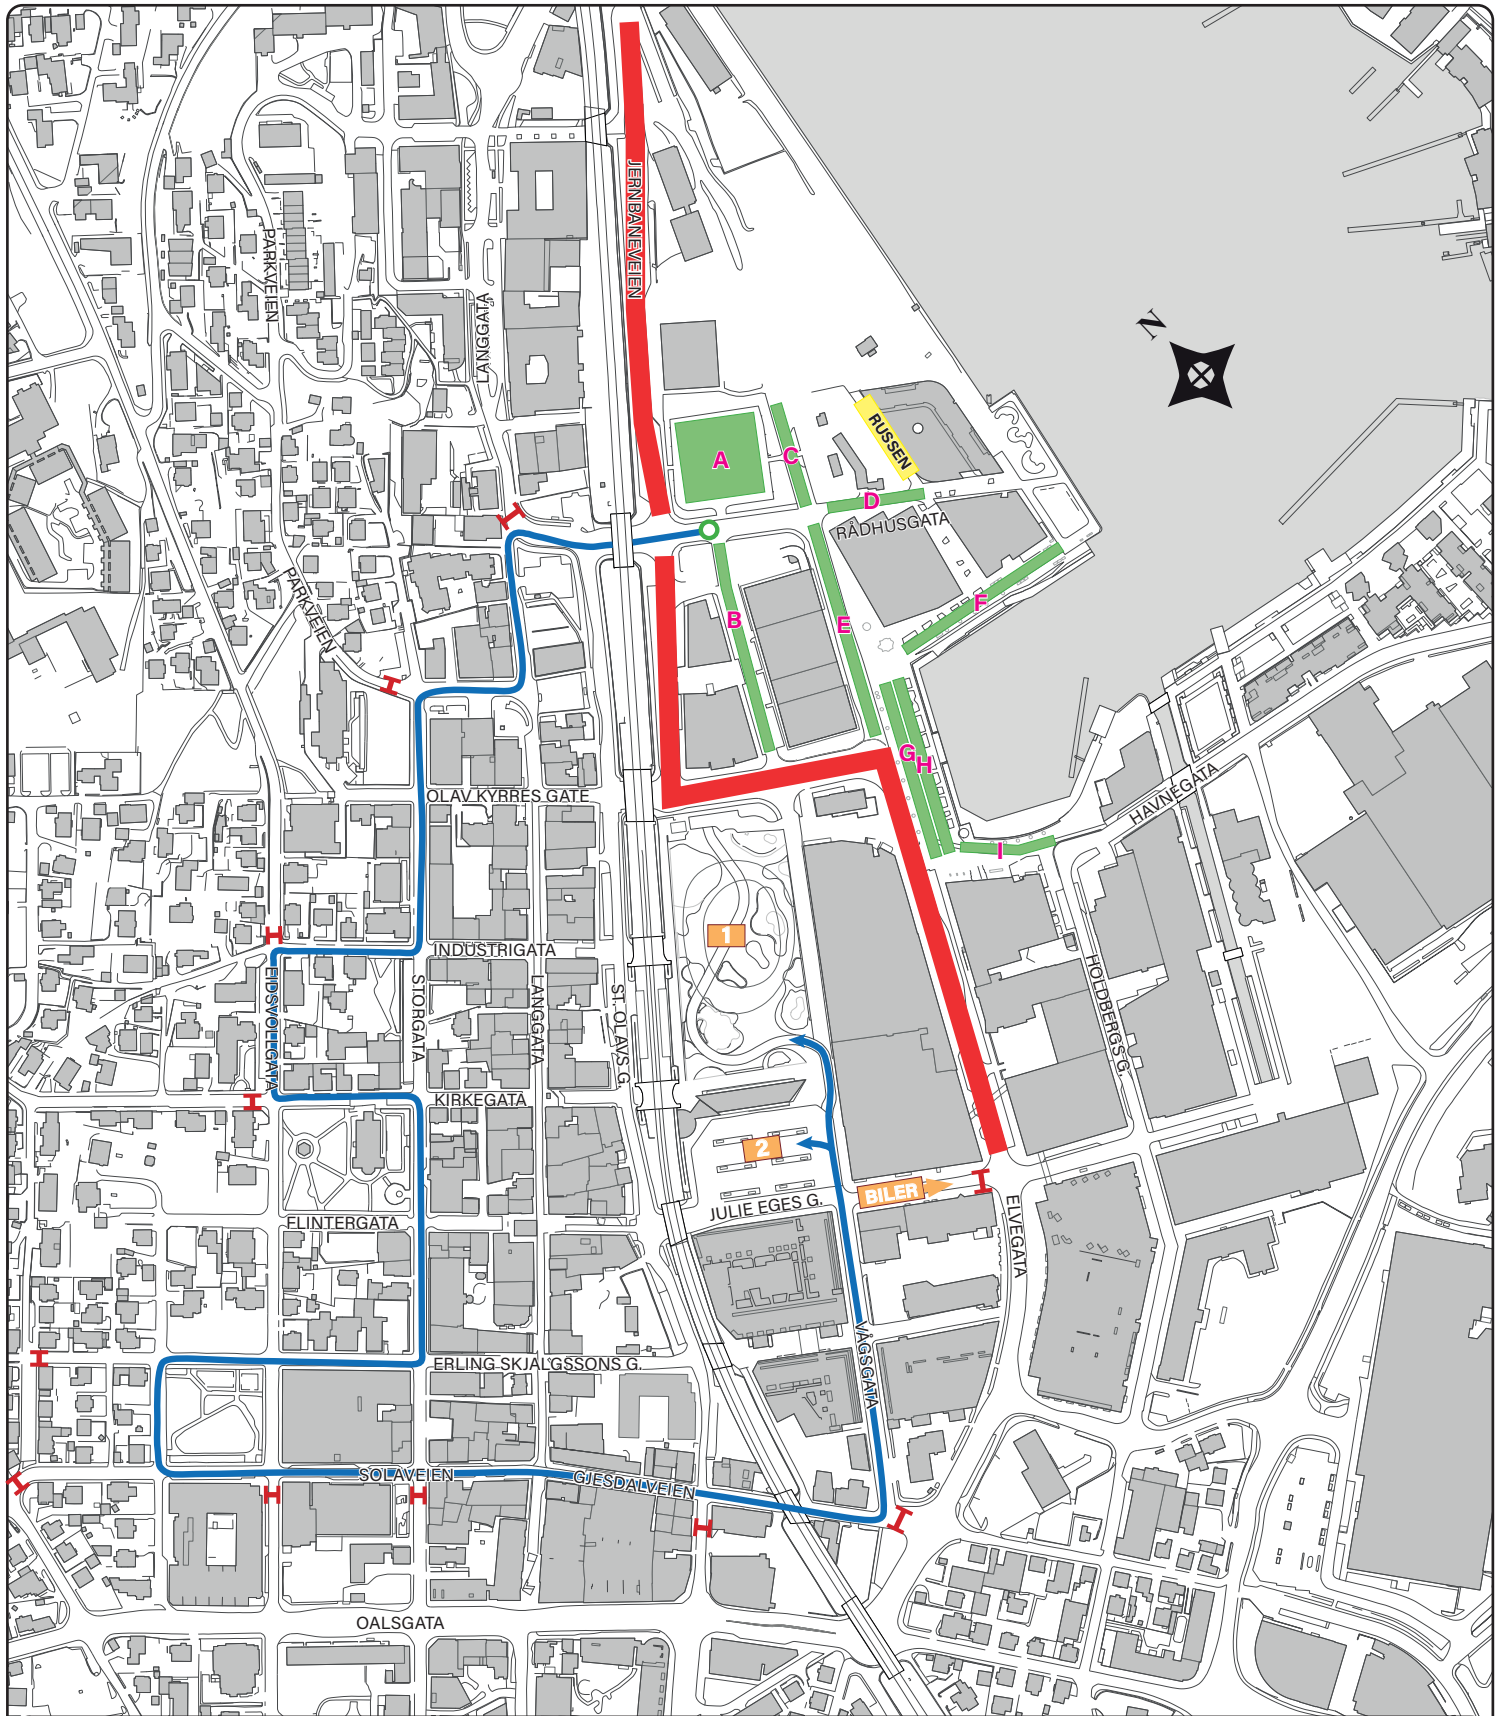 JERNBANEVEIEN
PARKVEIEN
LANGGATA
N
RUSSEN
A
C
D
RÅDHUSGATA
PARKVEIEN
B
E
F
G
H
OLAV KYRRES GATE
HAVNEGATA
I
1
INDUSTRIGATA
EIDSVOLLGATA
STORGATA
LANGGATA
ST. OLAVS G.
HOLDBERGS G.
KIRKEGATA
2
BILER
JULIE EGES G.
FLINTERGATA
ELVEGATA
VÅGSGATA
ERLING SKJALGSSONS G.
SOLAVEIEN
GJESDALVEIEN
OALSGATA